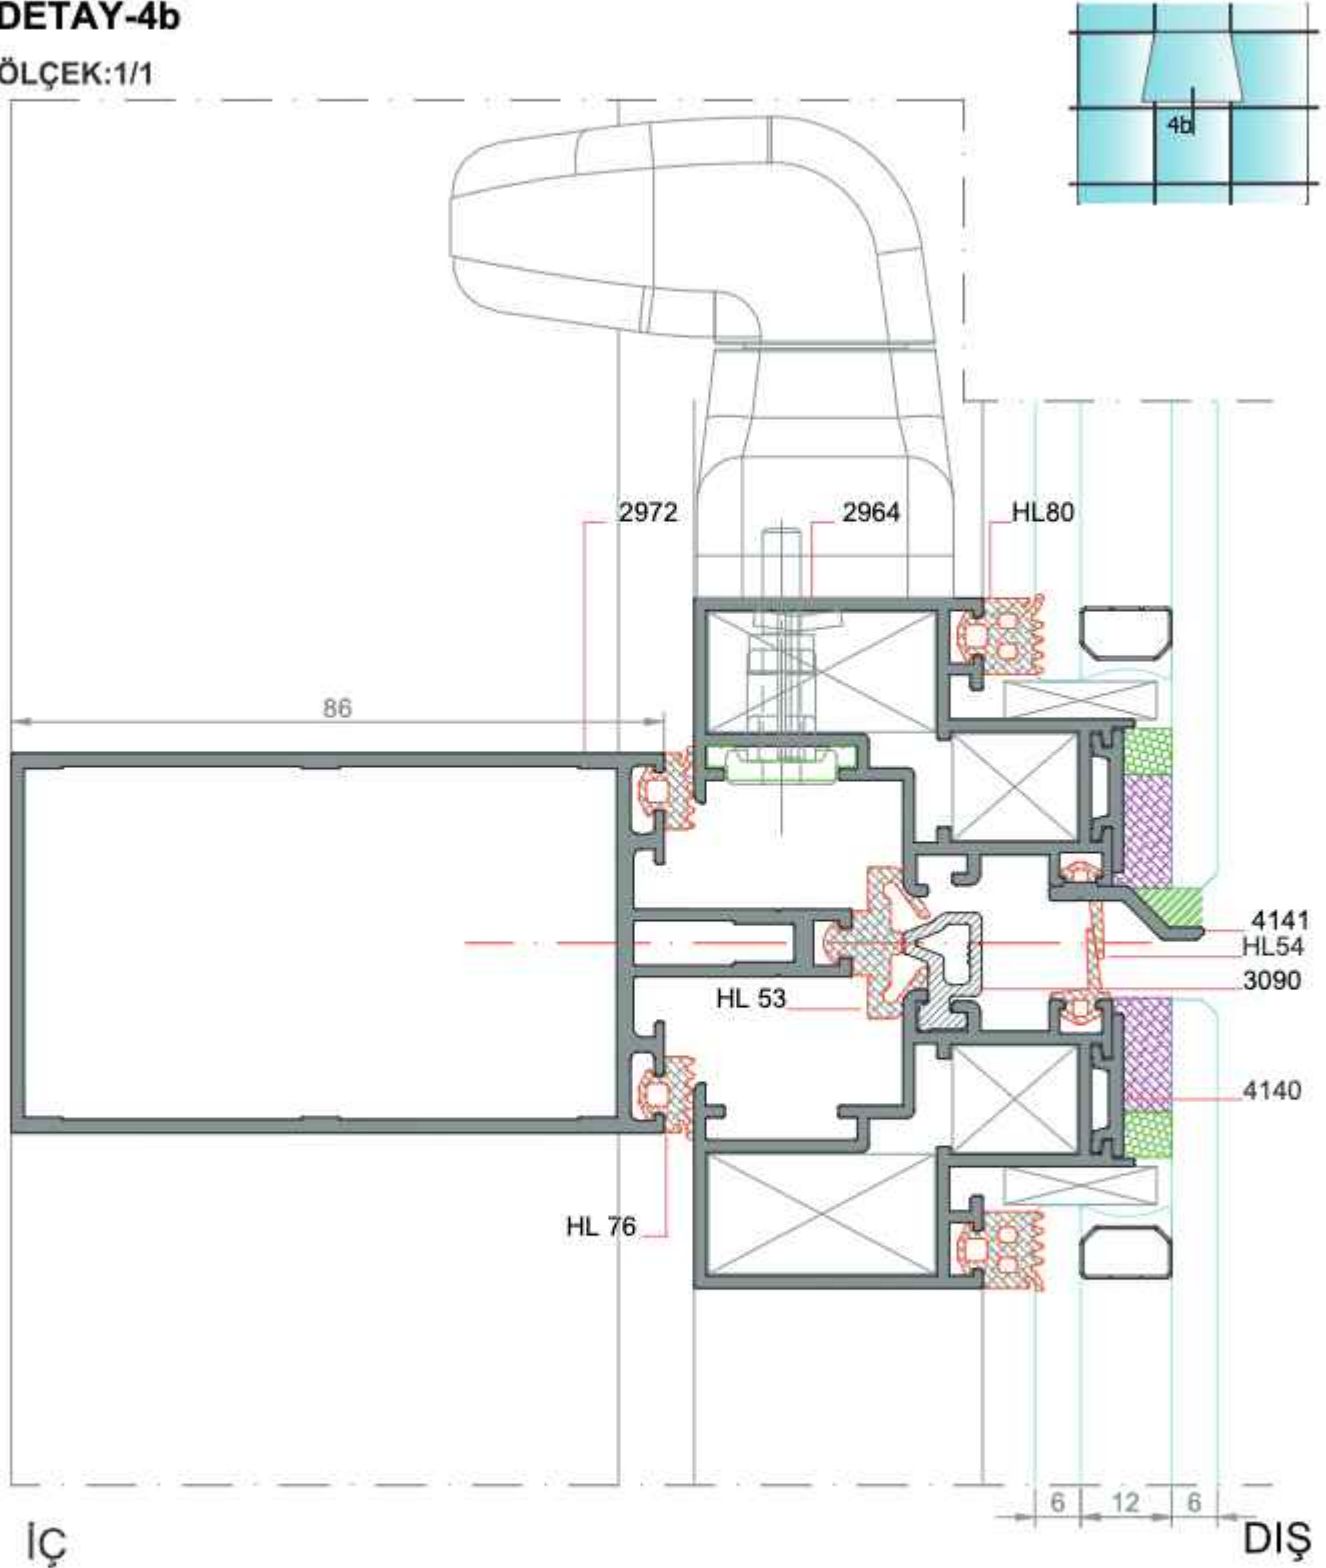 DETAY-4b
ÖLÇEK:1/1
4b
2972
2964
HL80
86
4141
HL54
3090
HL 53
4140
HL 76
6 12 6
İÇ
DIŞ